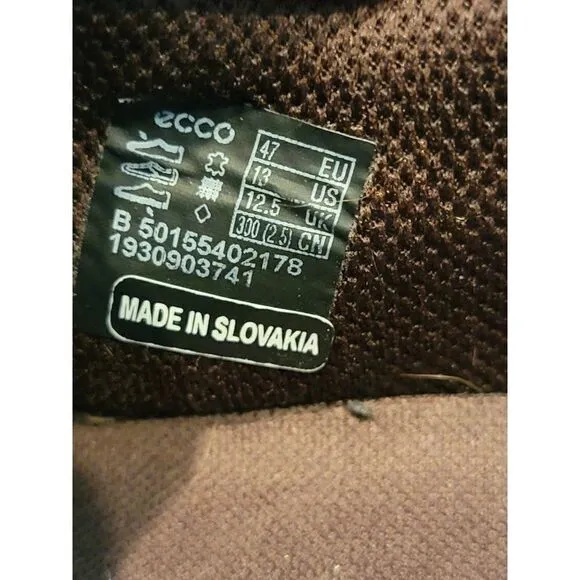 ecco
47 EU
13 US
12.5 UK
300 (2.5) CN
B 50155402178
1930903741
MADE IN SLOVAKIA